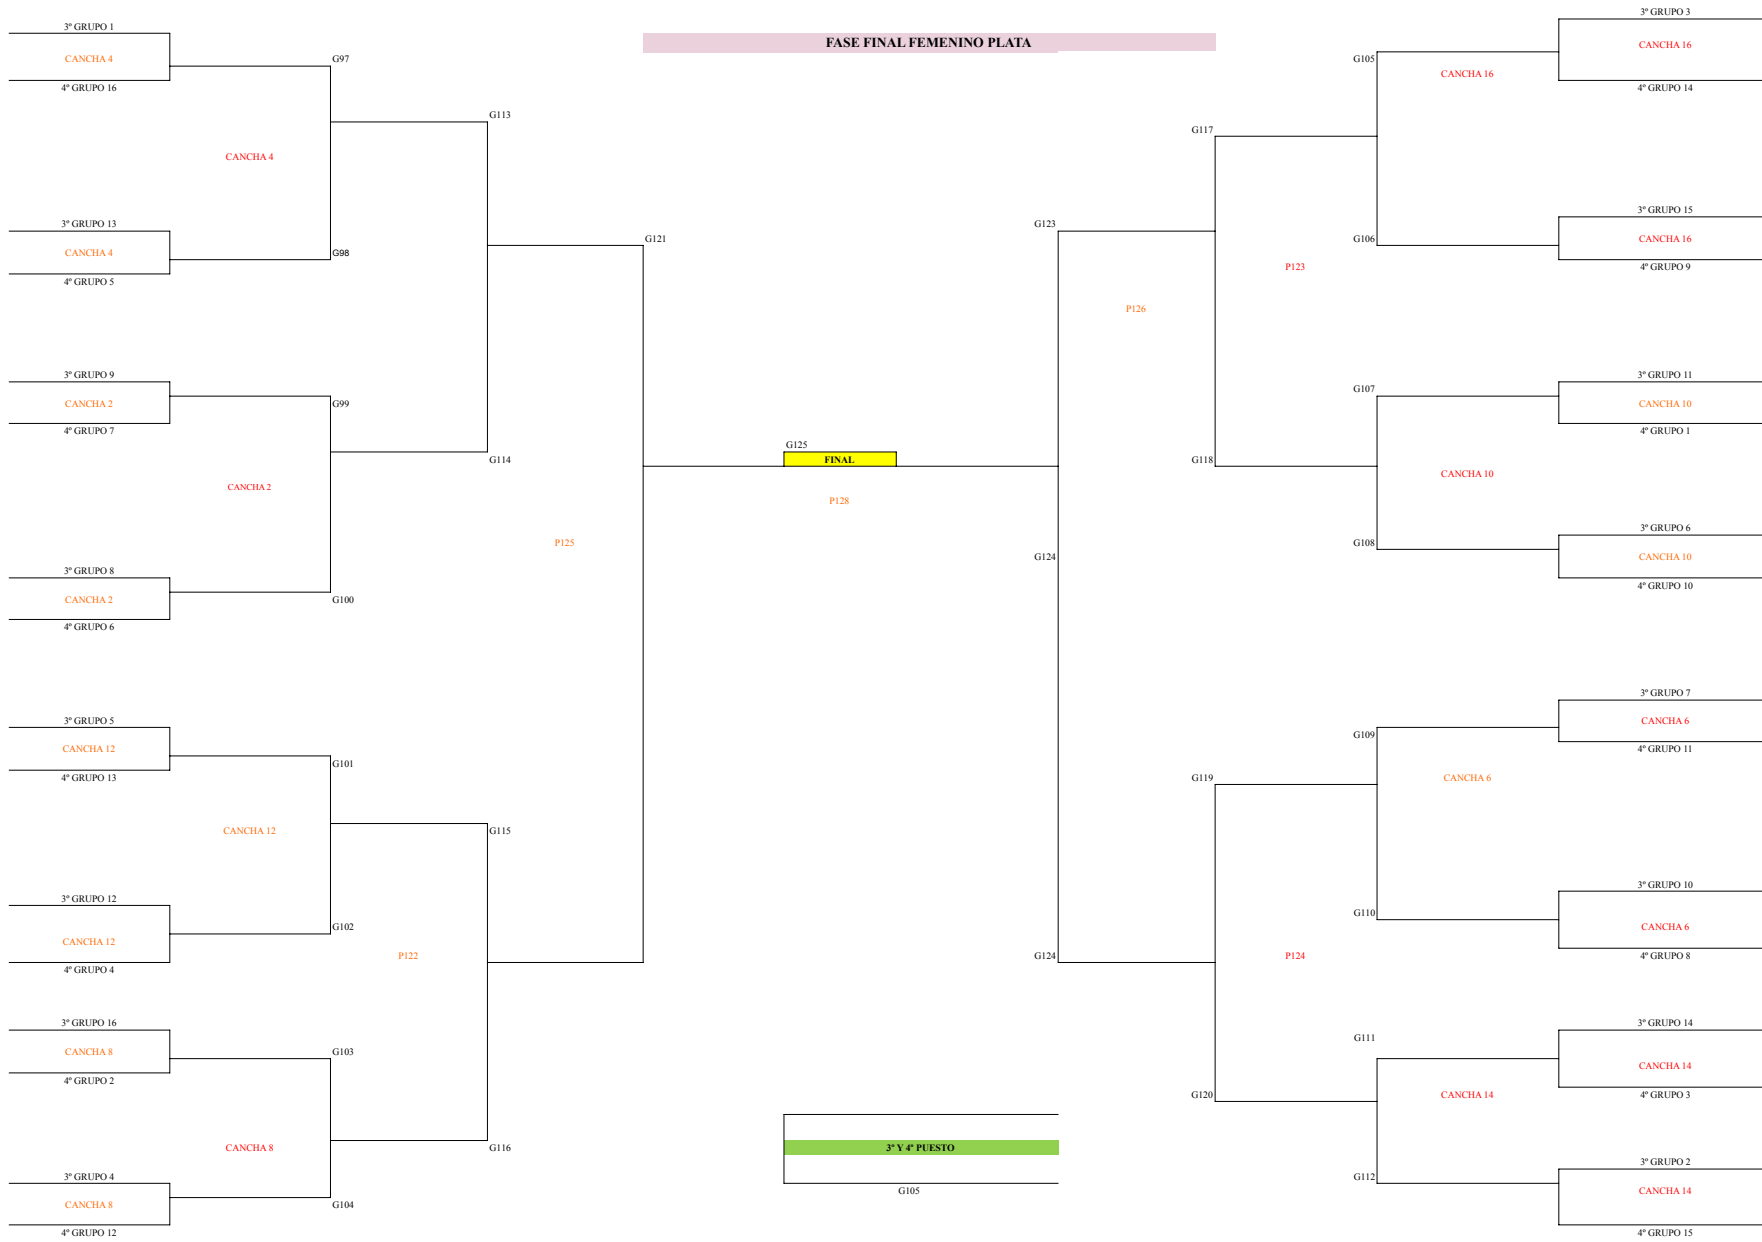 FASE FINAL FEMENINO PLATA
3º GRUPO 1
CANCHA 4
4º GRUPO 16
G97
CANCHA 4
G113
3º GRUPO 13
CANCHA 4
4º GRUPO 5
G98
G121
3º GRUPO 9
CANCHA 2
4º GRUPO 7
G99
CANCHA 2
G114
3º GRUPO 8
CANCHA 2
4º GRUPO 6
G100
P125
3º GRUPO 5
CANCHA 12
4º GRUPO 13
G101
CANCHA 12
G115
3º GRUPO 12
CANCHA 12
4º GRUPO 4
G102
P122
3º GRUPO 16
CANCHA 8
4º GRUPO 2
G103
CANCHA 8
G116
3º GRUPO 4
CANCHA 8
4º GRUPO 12
G104
G125
FINAL
P128
3º Y 4º PUESTO
G105
3º GRUPO 3
CANCHA 16
4º GRUPO 14
G105
CANCHA 16
G117
3º GRUPO 15
CANCHA 16
4º GRUPO 9
G106
G123
P123
P126
3º GRUPO 11
CANCHA 10
4º GRUPO 1
G107
CANCHA 10
G118
3º GRUPO 6
CANCHA 10
4º GRUPO 10
G108
G124
3º GRUPO 7
CANCHA 6
4º GRUPO 11
G109
CANCHA 6
G119
3º GRUPO 10
CANCHA 6
4º GRUPO 8
G110
G124
P124
3º GRUPO 14
CANCHA 14
4º GRUPO 3
G111
CANCHA 14
G120
3º GRUPO 2
CANCHA 14
4º GRUPO 15
G112